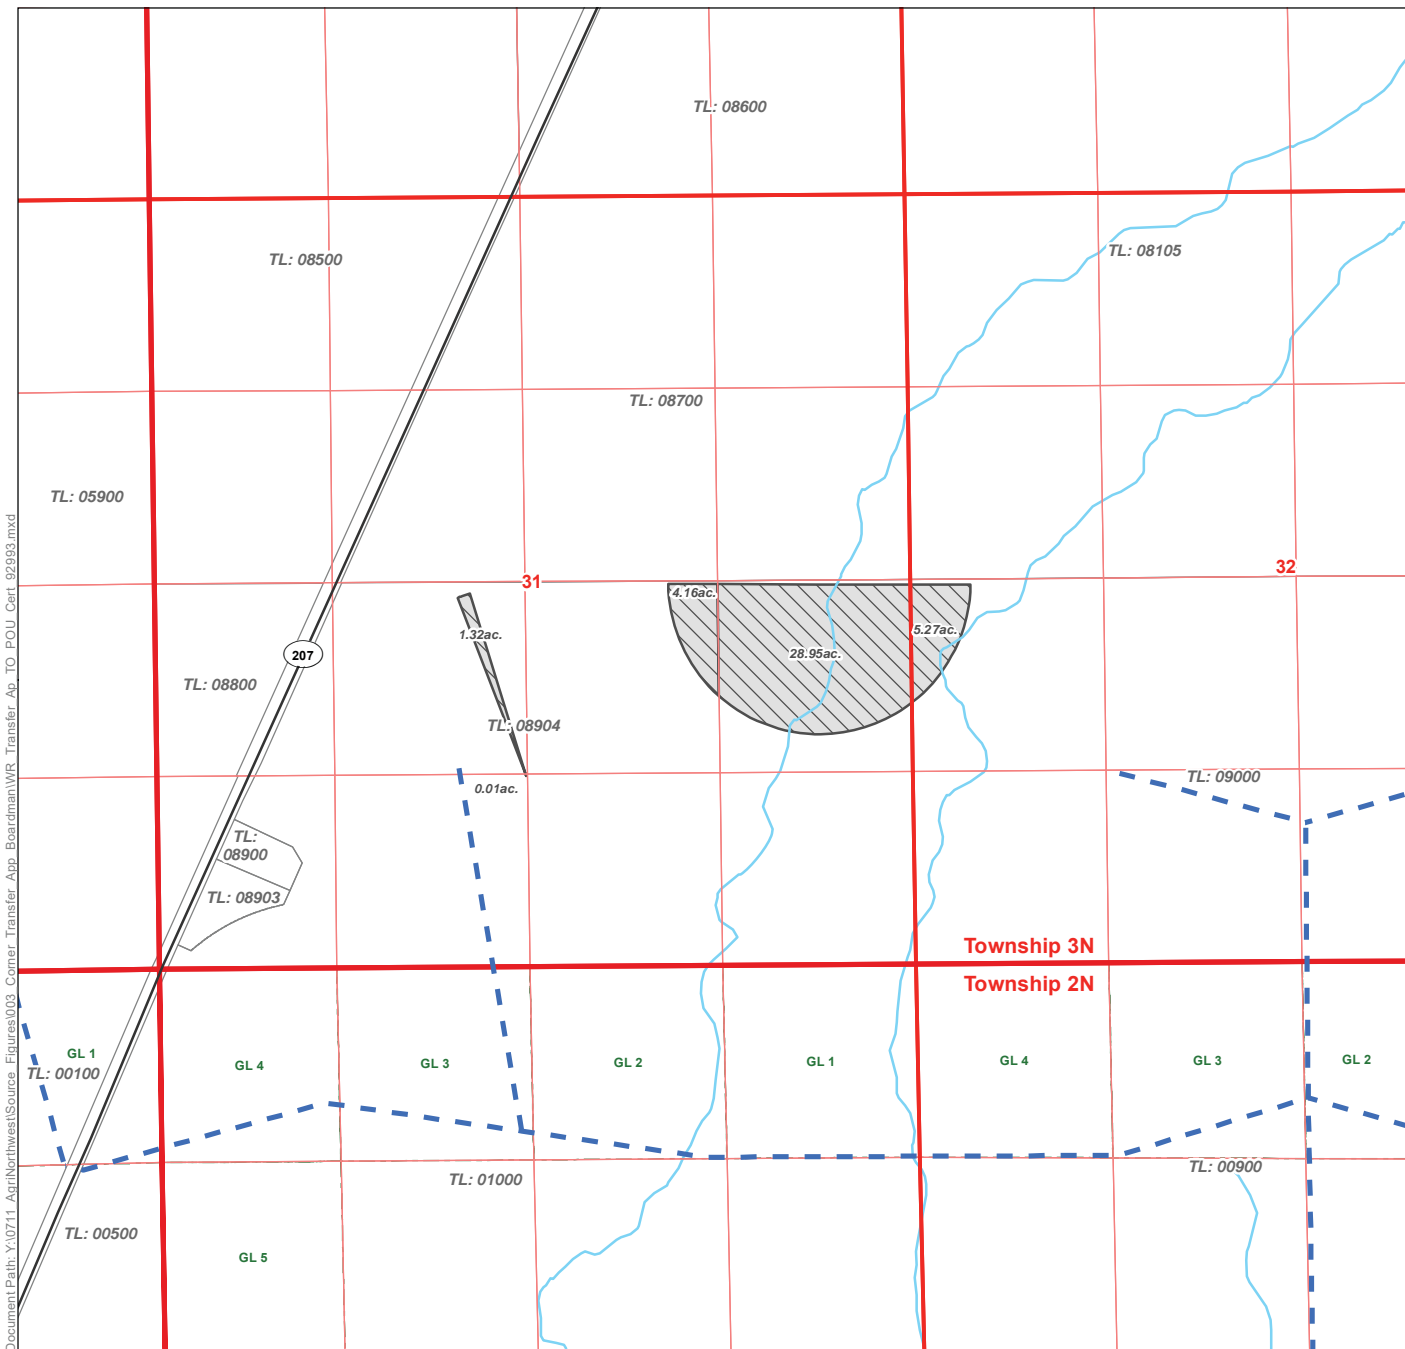 TL: 08600
TL: 08500
TL: 08105
TL: 08700
TL: 05900
31
32
4.16ac.
1.32ac.
5.27ac.
28.95ac.
207
TL: 08800
TL: 08904
0.01ac.
TL: 09000
TL:
08900
TL: 08903
Township 3N
Township 2N
GL 1
GL 4
GL 3
GL 2
GL 1
GL 4
GL 3
GL 2
TL: 00100
TL: 01000
TL: 00900
TL: 00500
GL 5
Document Path: Y:\0711_AgriNorthwest\Source_Figures\003_Corner_Transfer_App_Boardman\WR_Transfer_Ap_TO_POU_Cert_92993.mxd